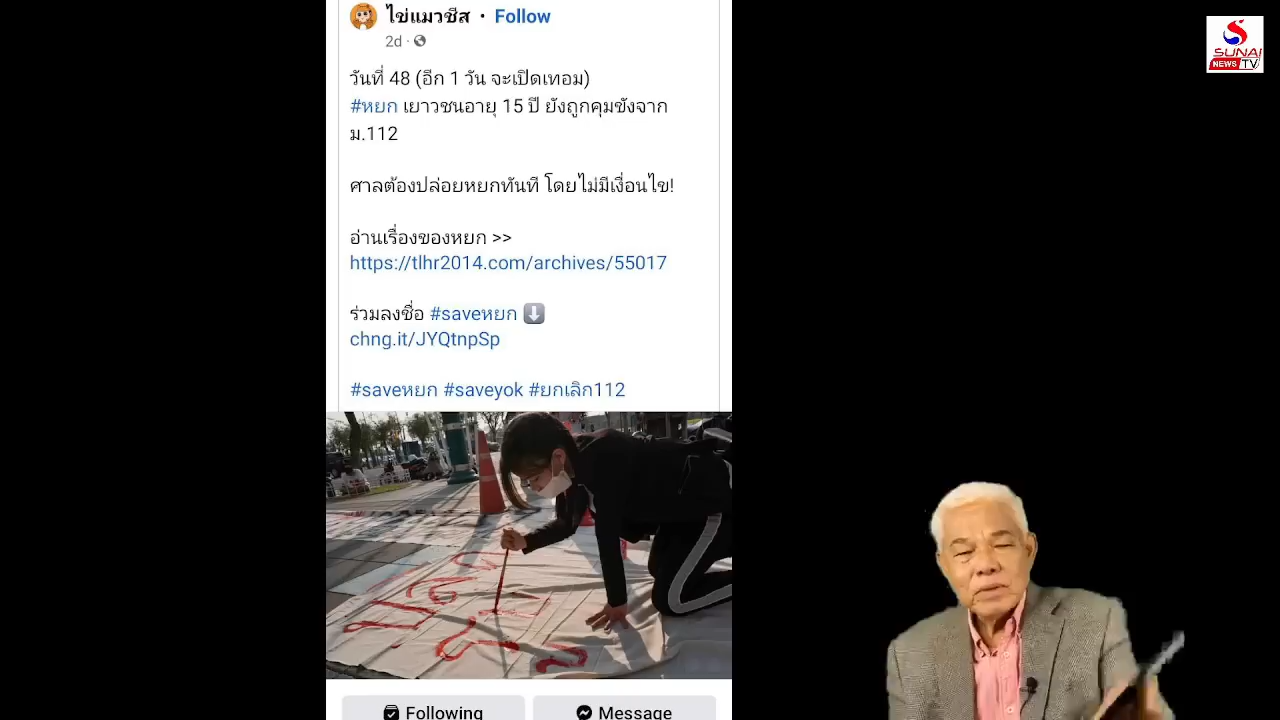 ไข่แมวชีส · Follow
2d ·
วันที่ 48 (อีก 1 วัน จะเปิดเทอม)
#หยก เยาวชนอายุ 15 ปี ยังถูกคุมขังจาก
ม.112
ศาลต้องปล่อยหยกทันที โดยไม่มีเงื่อนไข!
อ่านเรื่องของหยก >>
https://tlhr2014.com/archives/55017
ร่วมลงชื่อ #saveหยก ⬇️
chng.it/JYQtnpSp
#saveหยก #saveyok #ยกเลิก112
Following
Message
SUNAI
NEWS TV